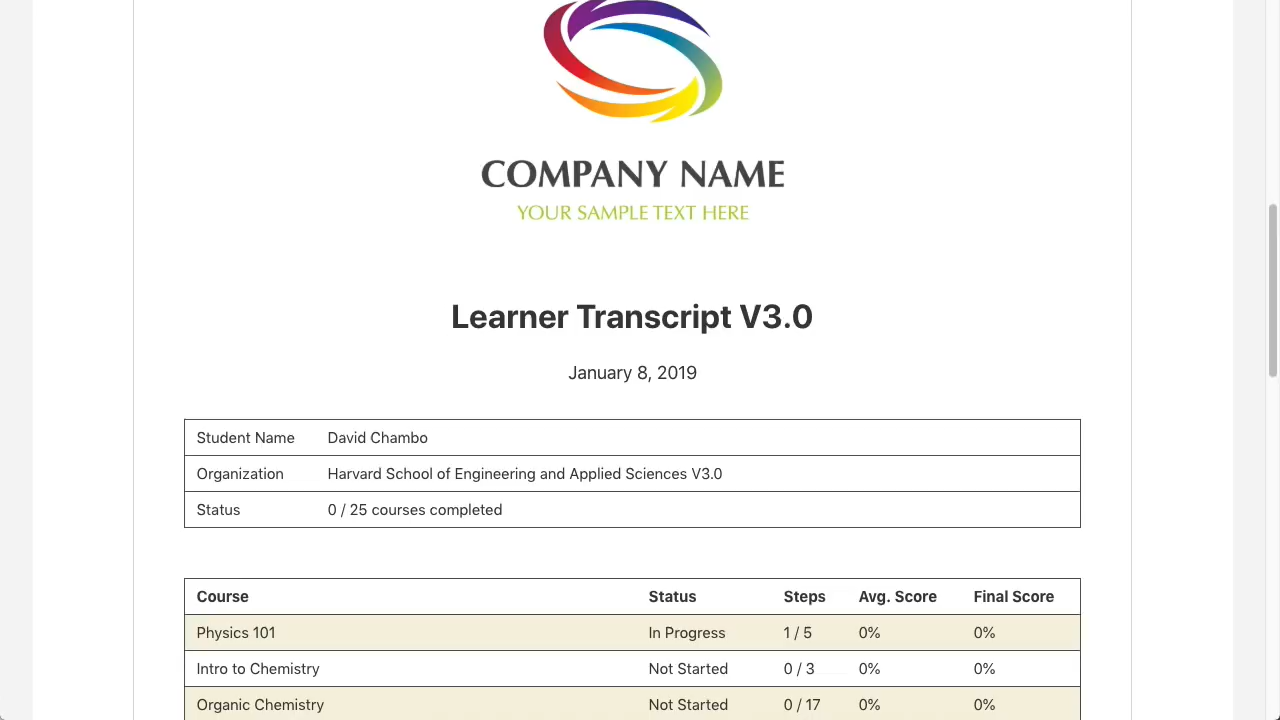 COMPANY NAME
YOUR SAMPLE TEXT HERE
Learner Transcript V3.0
January 8, 2019
Student Name David Chambo
Organization Harvard School of Engineering and Applied Sciences V3.0
Status 0 / 25 courses completed
Course Status Steps Avg. Score Final Score
Physics 101 In Progress 1 / 5 0% 0%
Intro to Chemistry Not Started 0 / 3 0% 0%
Organic Chemistry Not Started 0 / 17 0% 0%